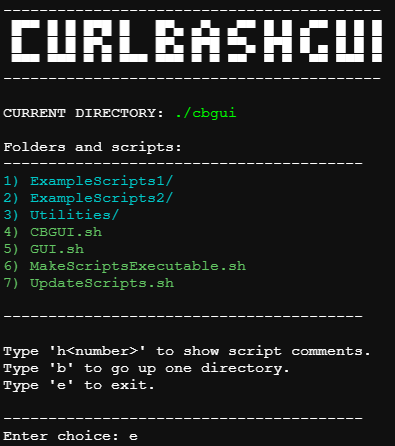 ------------------------------------------
CURLBASHGUI
------------------------------------------
CURRENT DIRECTORY: ./cbgui
Folders and scripts:
----------------------------------------
1) ExampleScripts1/
2) ExampleScripts2/
3) Utilities/
4) CBGUI.sh
5) GUI.sh
6) MakeScriptsExecutable.sh
7) UpdateScripts.sh
----------------------------------------
Type 'h<number>' to show script comments.
Type 'b' to go up one directory.
Type 'e' to exit.
----------------------------------------
Enter choice: e